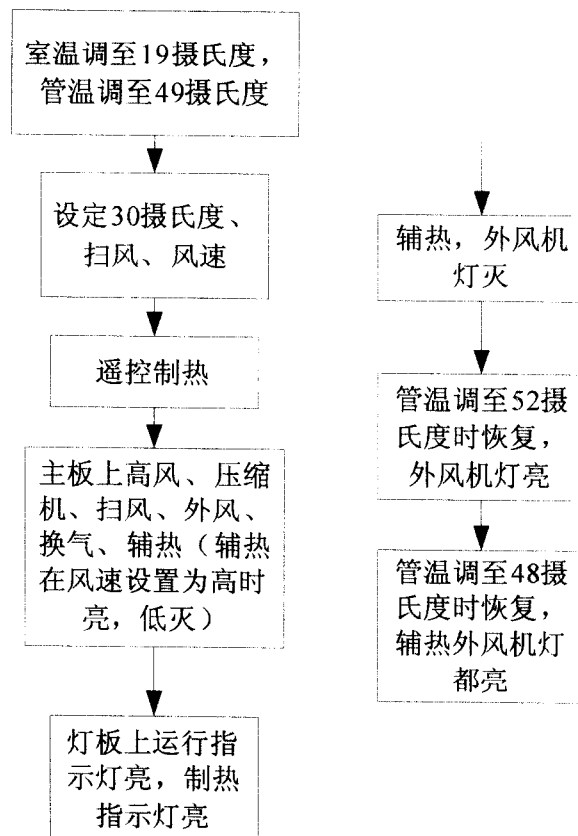 室温调至19摄氏度，
管温调至49摄氏度
设定30摄氏度、
扫风、风速
遥控制热
主板上高风、压缩
机、扫风、外风、
换气、辅热（辅热
在风速设置为高时
亮，低灭）
灯板上运行指
示灯亮，制热
指示灯亮
辅热，外风机
灯灭
管温调至52摄
氏度时恢复，
外风机灯亮
管温调至48摄
氏度时恢复，
辅热外风机灯
都亮